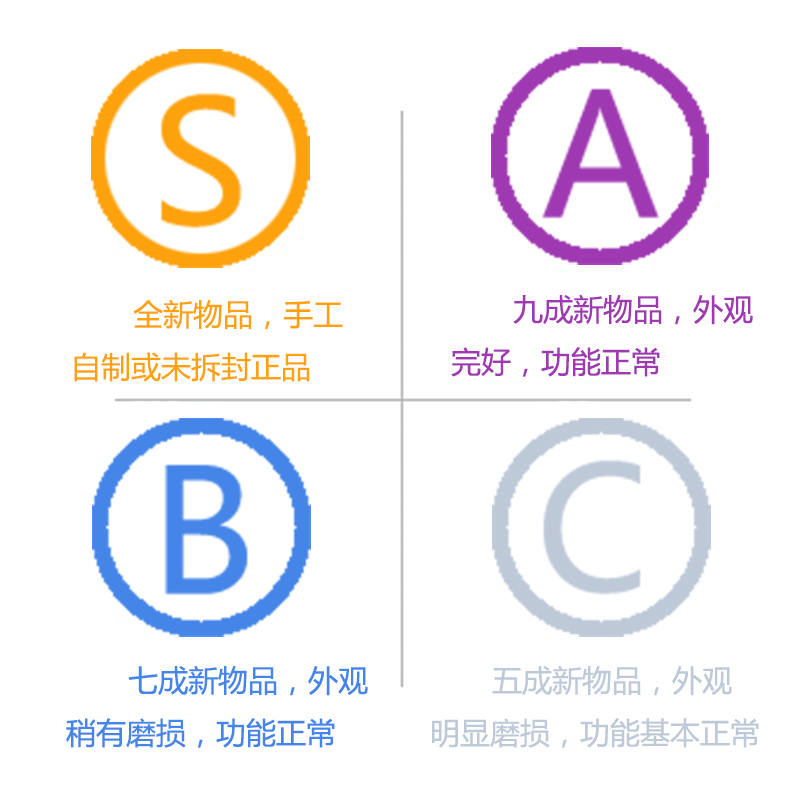 S
全新物品，手工
自制或未拆封正品
A
九成新物品，外观
完好，功能正常
B
七成新物品，外观
稍有磨损，功能正常
C
五成新物品，外观
明显磨损，功能基本正常